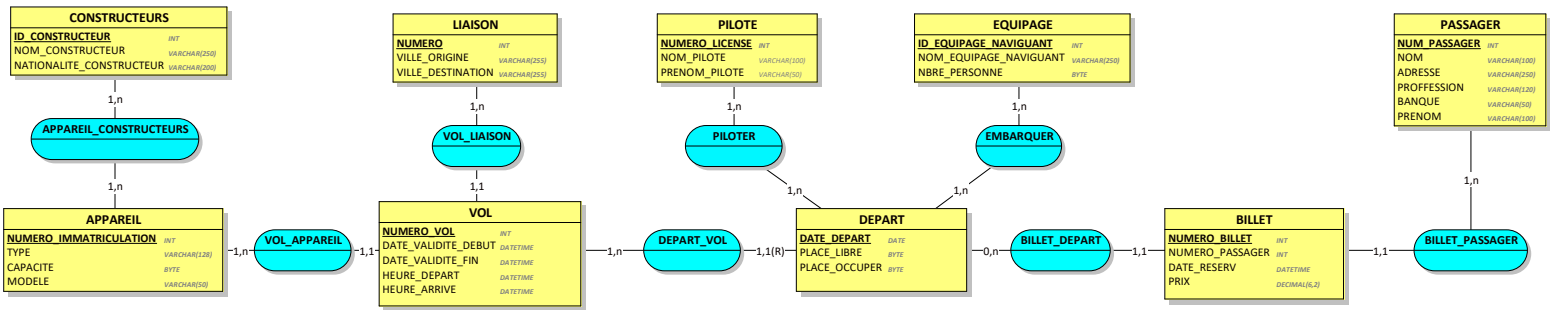 CONSTRUCTEURS
ID_CONSTRUCTEUR INT
NOM_CONSTRUCTEUR VARCHAR(250)
NATIONALITE_CONSTRUCTEUR VARCHAR(200)
LIAISON
NUMERO INT
VILLE_ORIGINE VARCHAR(255)
VILLE_DESTINATION VARCHAR(255)
PILOTE
NUMERO_LICENSE INT
NOM_PILOTE VARCHAR(100)
PRENOM_PILOTE VARCHAR(50)
EQUIPAGE
ID_EQUIPAGE_NAVIGUANT INT
NOM_EQUIPAGE_NAVIGUANT VARCHAR(250)
NBRE_PERSONNE BYTE
PASSAGER
NUM_PASSAGER INT
NOM VARCHAR(100)
ADRESSE VARCHAR(250)
PROFFESSION VARCHAR(120)
BANQUE VARCHAR(50)
PRENOM VARCHAR(100)
1,n
1,n
1,n
1,n
APPAREIL_CONSTRUCTEURS
VOL_LIAISON
PILOTER
EMBARQUER
1,n
1,1
1,n
1,n
1,n
APPAREIL
NUMERO_IMMATRICULATION INT
TYPE VARCHAR(128)
CAPACITE BYTE
MODELE VARCHAR(50)
1,n
VOL_APPAREIL
1,1
VOL
NUMERO_VOL INT
DATE_VALIDITE_DEBUT DATETIME
DATE_VALIDITE_FIN DATETIME
HEURE_DEPART DATETIME
HEURE_ARRIVE DATETIME
1,n
DEPART_VOL
1,1(R)
DEPART
DATE_DEPART DATE
PLACE_LIBRE BYTE
PLACE_OCCUPER BYTE
0,n
BILLET_DEPART
1,1
BILLET
NUMERO_BILLET INT
NUMERO_PASSAGER INT
DATE_RESERV DATETIME
PRIX DECIMAL(6,2)
1,1
BILLET_PASSAGER